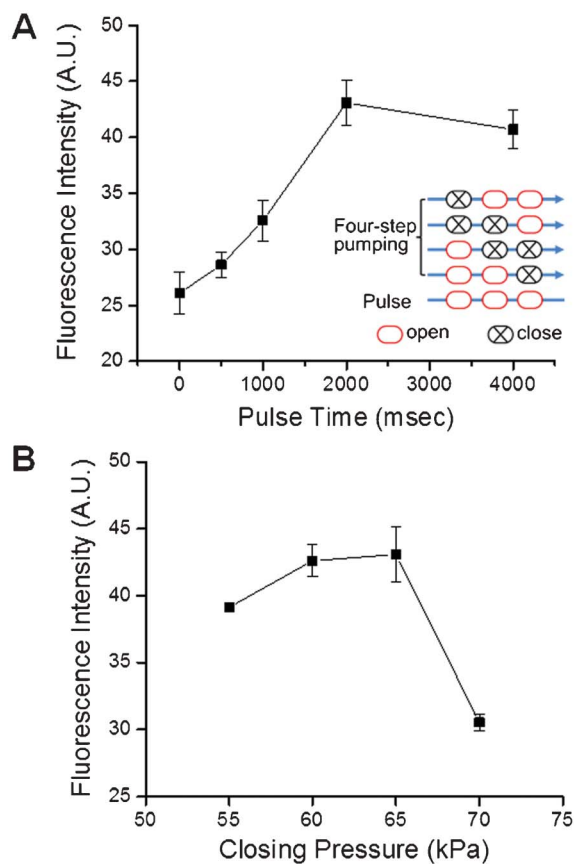 A
Fluorescence Intensity (A.U.)
50
45
40
35
30
25
20
Four-step
pumping
Pulse
open
close
0
1000
2000
3000
4000
Pulse Time (msec)
B
Fluorescence Intensity (A.U.)
50
45
40
35
30
25
50
55
60
65
70
75
Closing Pressure (kPa)